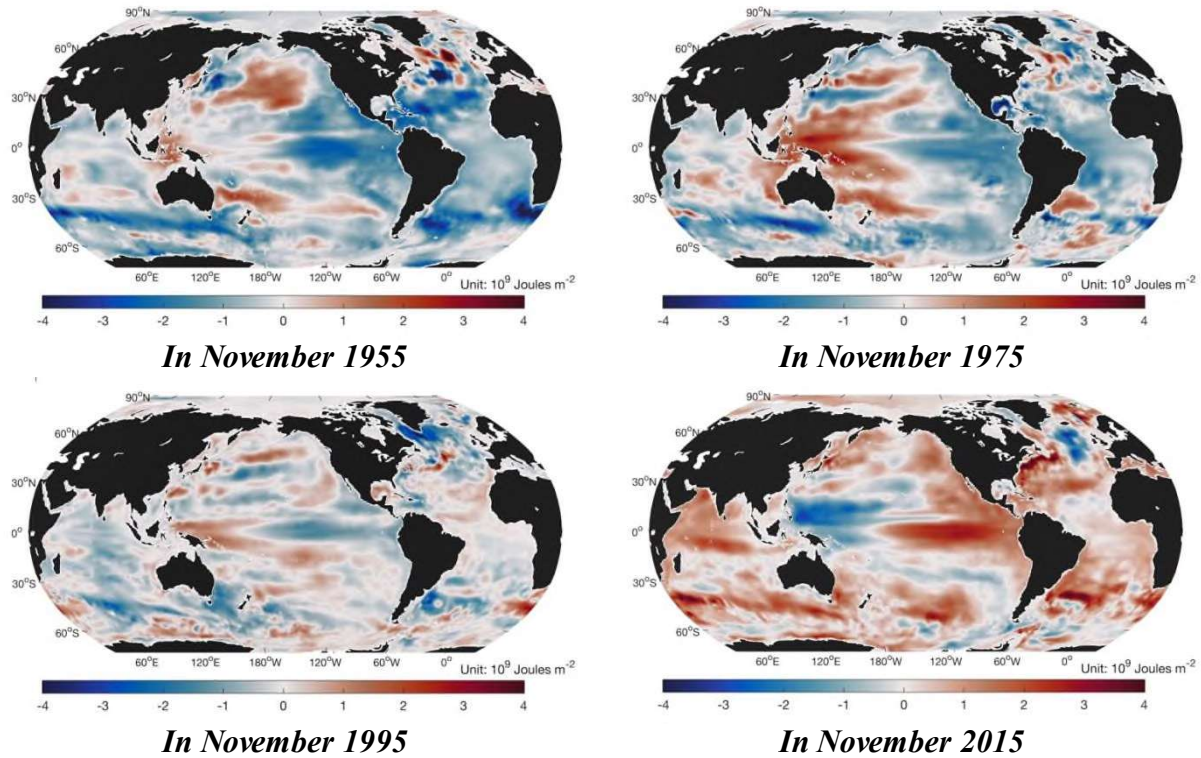 90°N
60°N
30°N
0°
30°S
60°S
60°E 120°E 180°W 120°W 60°W 0°
Unit: 10⁹ Joules m⁻²
-4 -3 -2 -1 0 1 2 3 4
In November 1955
90°N
60°N
30°N
0°
30°S
60°S
60°E 120°E 180°W 120°W 60°W 0°
Unit: 10⁹ Joules m⁻²
-4 -3 -2 -1 0 1 2 3 4
In November 1975
90°N
60°N
30°N
0°
30°S
60°S
60°E 120°E 180°W 120°W 60°W 0°
Unit: 10⁹ Joules m⁻²
-4 -3 -2 -1 0 1 2 3 4
In November 1995
90°N
60°N
30°N
0°
30°S
60°S
60°E 120°E 180°W 120°W 60°W 0°
Unit: 10⁹ Joules m⁻²
-4 -3 -2 -1 0 1 2 3 4
In November 2015